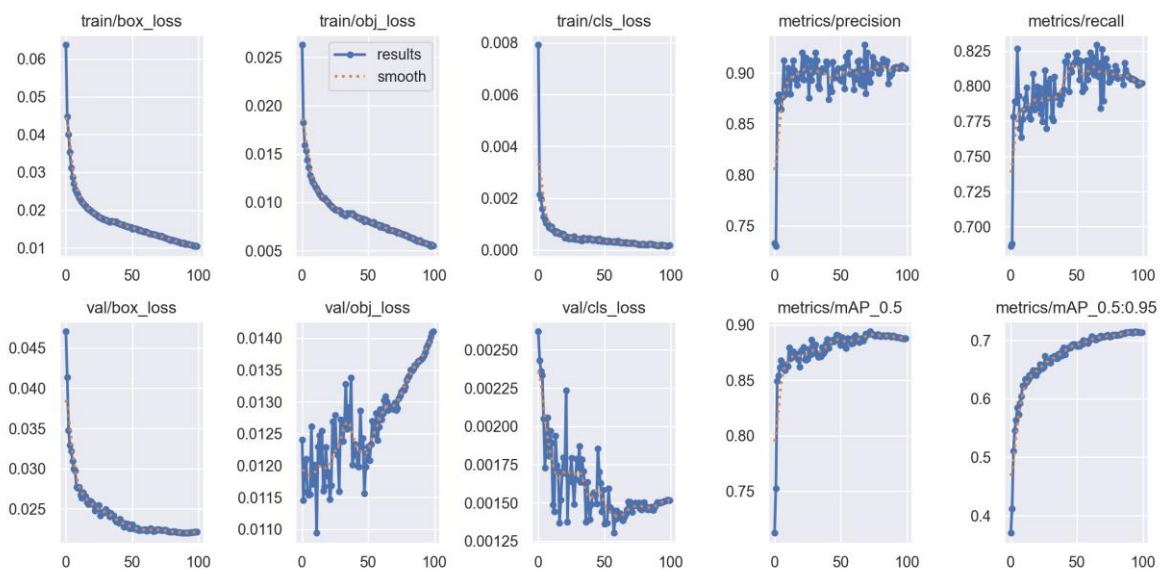 train/box_loss
train/obj_loss
train/cls_loss
metrics/precision
metrics/recall
results
smooth
0.06
0.05
0.04
0.03
0.02
0.01
0 50 100
0.025
0.020
0.015
0.010
0.005
0 50 100
0.008
0.006
0.004
0.002
0.000
0 50 100
0.90
0.85
0.80
0.75
0 50 100
0.825
0.800
0.775
0.750
0.725
0.700
0 50 100
val/box_loss
val/obj_loss
val/cls_loss
metrics/mAP_0.5
metrics/mAP_0.5:0.95
0.045
0.040
0.035
0.030
0.025
0 50 100
0.0140
0.0135
0.0130
0.0125
0.0120
0.0115
0.0110
0 50 100
0.00250
0.00225
0.00200
0.00175
0.00150
0.00125
0 50 100
0.90
0.85
0.80
0.75
0 50 100
0.7
0.6
0.5
0.4
0 50 100